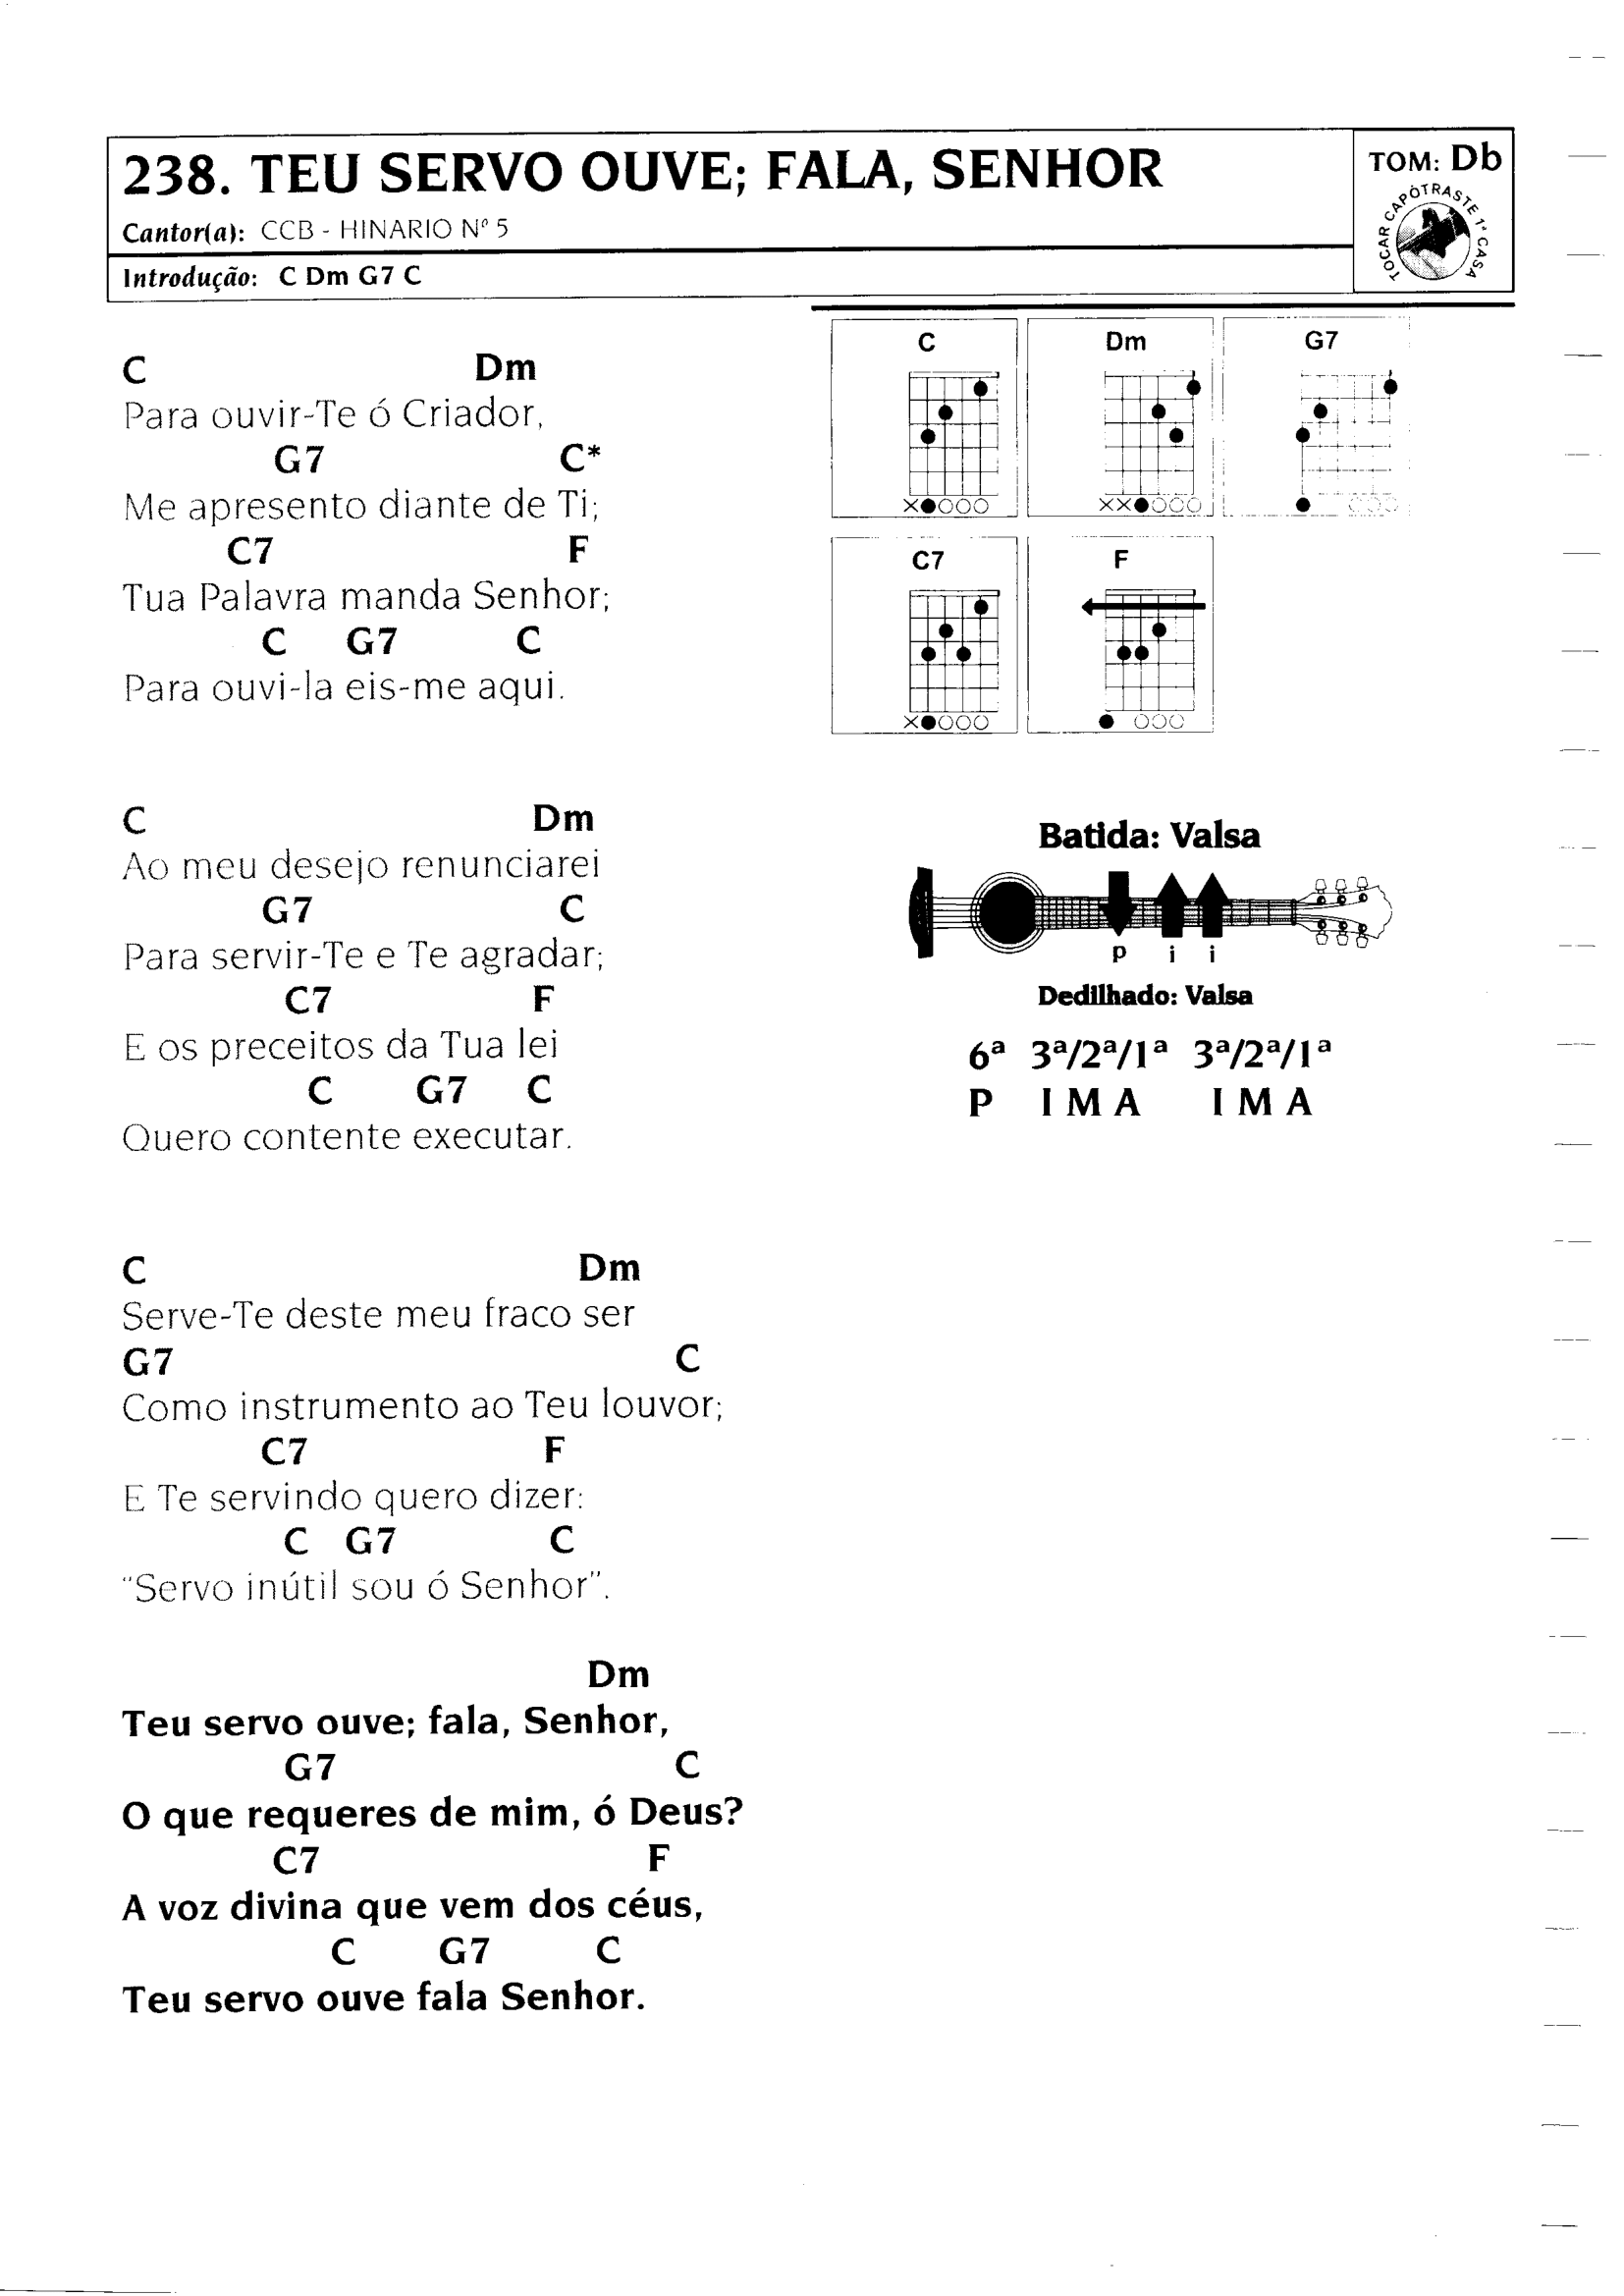 238. TEU SERVO OUVE; FALA, SENHOR
Cantor(a): CCB - HINARIO Nº 5
Introdução: C Dm G7 C
TOM: Db
TOCAR CAPÓTRASTE 1ª CASA
C Dm
Para ouvir-Te ó Criador,
G7 C*
Me apresento diante de Ti;
C7 F
Tua Palavra manda Senhor;
C G7 C
Para ouvi-la eis-me aqui.
C Dm
Ao meu desejo renunciarei
G7 C
Para servir-Te e Te agradar;
C7 F
E os preceitos da Tua lei
C G7 C
Quero contente executar.
C Dm
Serve-Te deste meu fraco ser
G7 C
Como instrumento ao Teu louvor;
C7 F
E Te servindo quero dizer:
C G7 C
“Servo inútil sou ó Senhor”.
Dm
Teu servo ouve; fala, Senhor,
G7 C
O que requeres de mim, ó Deus?
C7 F
A voz divina que vem dos céus,
C G7 C
Teu servo ouve fala Senhor.
C Dm G7
C7 F
Batida: Valsa
p i i
Dedilhado: Valsa
6ª 3ª/2ª/1ª 3ª/2ª/1ª
P I M A I M A